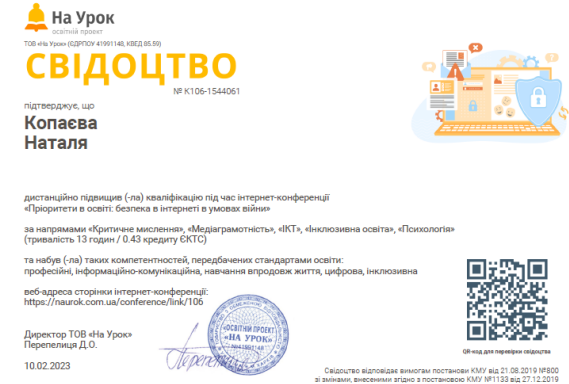 На Урок
освітній проект
ТОВ «На Урок» (ЄДРПОУ 41991148, КВЕД 85.59)
СВІДОЦТВО
№ К106-1544061
підтверджує, що
Копаєва
Наталя
дистанційно підвищив (-ла) кваліфікацію під час інтернет-конференції
«Пріоритети в освіті: безпека в інтернеті в умовах війни»
за напрямами «Критичне мислення», «Медіаграмотність», «ІКТ», «Інклюзивна освіта», «Психологія»
(тривалість 13 годин / 0.43 кредиту ЄКТС)
та набув (-ла) таких компетентностей, передбачених стандартами освіти:
професійні, інформаційно-комунікаційна, навчання впродовж життя, цифрова, інклюзивна
веб-адреса сторінки інтернет-конференції:
https://naurok.com.ua/conference/link/106
Директор ТОВ «На Урок»
Перепелиця Д.О.
10.02.2023
«ОСВІТНІЙ ПРОЕКТ
«НА УРОК»
QR-код для перевірки свідоцтва
Свідоцтво відповідає вимогам постанови КМУ від 21.08.2019 №800
зі змінами, внесеними згідно з постановою КМУ №1133 від 27.12.2019